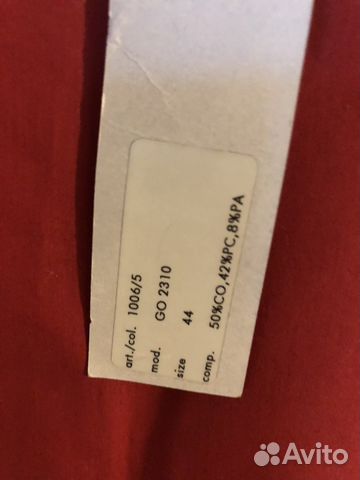 art./col. 1006/5
mod. GO 2310
size 44
comp. 50%CO,42%PC,8%PA
Avito